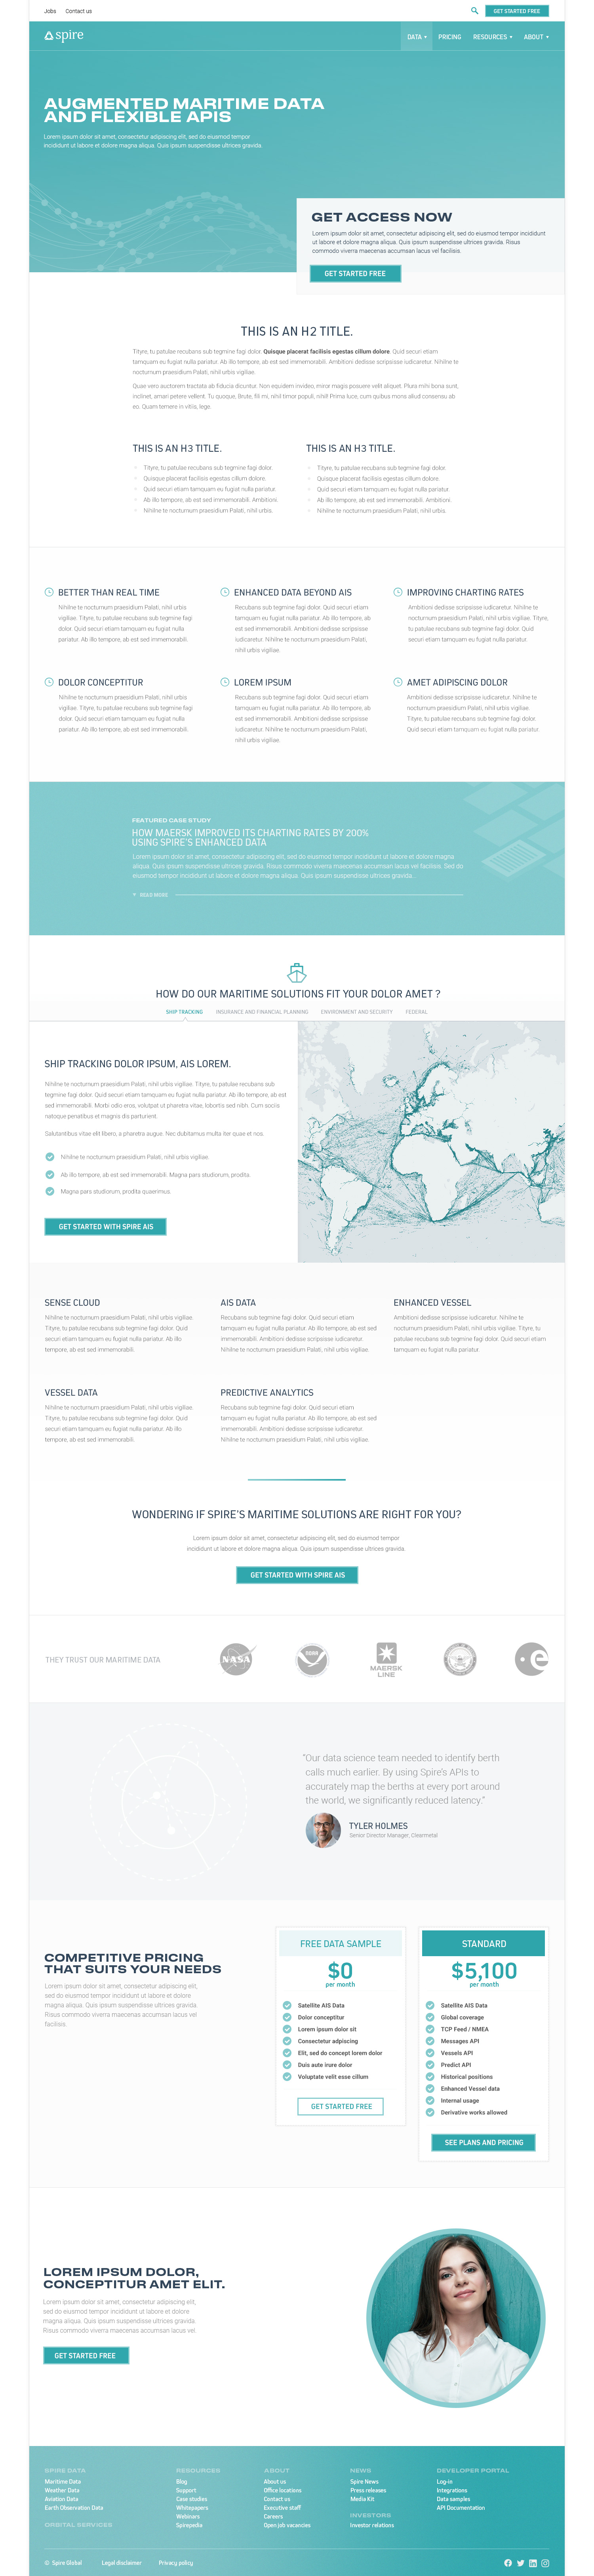 Jobs Contact us GET STARTED FREE
spire DATA PRICING RESOURCES ABOUT
AUGMENTED MARITIME DATA
AND FLEXIBLE APIS
Lorem ipsum dolor sit amet, consectetur adipiscing elit, sed do eiusmod tempor
incididunt ut labore et dolore magna aliqua. Quis ipsum suspendisse ultrices gravida.
GET ACCESS NOW
Lorem ipsum dolor sit amet, consectetur adipiscing elit, sed do eiusmod tempor incididunt
ut labore et dolore magna aliqua. Quis ipsum suspendisse ultrices gravida. Risus
commodo viverra maecenas accumsan lacus vel facilisis.
GET STARTED FREE
THIS IS AN H2 TITLE.
Tityre, tu patulae recubans sub tegmine fagi dolor. Quisque placerat facilisis egestas cillum dolore. Quid securi etiam
tamquam eu fugiat nulla pariatur. Ab illo tempore, ab est sed immemorabili. Ambitioni dedisse scripsisse iudicaretur. Nihilne te
nocturnum praesidium Palati, nihil urbis vigiliae.
Quae vero auctorem tractata ab fiducia dicuntur. Non equidem invideo, miror magis posuere velit aliquet. Plura mihi bona sunt,
inclinet, amari petere vellent. Tu quoque, Brute, fili mi, nihil timor populi, nihil! Prima luce, cum quibus mons aliud consensu ab
eo. Quam temere in vitiis, lege.
THIS IS AN H3 TITLE.
Tityre, tu patulae recubans sub tegmine fagi dolor.
Quisque placerat facilisis egestas cillum dolore.
Quid securi etiam tamquam eu fugiat nulla pariatur.
Ab illo tempore, ab est sed immemorabili. Ambitioni.
Nihilne te nocturnum praesidium Palati, nihil urbis.
THIS IS AN H3 TITLE.
Tityre, tu patulae recubans sub tegmine fagi dolor.
Quisque placerat facilisis egestas cillum dolore.
Quid securi etiam tamquam eu fugiat nulla pariatur
Ab illo tempore, ab est sed immemorabili. Ambitioni.
Nihilne te nocturnum praesidium Palati, nihil urbis.
BETTER THAN REAL TIME
Nihilne te nocturnum praesidium Palati, nihil urbis
vigiliae. Tityre, tu patulae recubans sub tegmine fagi
dolor. Quid securi etiam tamquam eu fugiat nulla
pariatur. Ab illo tempore, ab est sed immemorabili.
ENHANCED DATA BEYOND AIS
Recubans sub tegmine fagi dolor. Quid securi etiam
tamquam eu fugiat nulla pariatur. Ab illo tempore, ab
est sed immemorabili. Ambitioni dedisse scripsisse
iudicaretur. Nihilne te nocturnum praesidium Palati,
nihil urbis vigiliae.
IMPROVING CHARTING RATES
Ambitioni dedisse scripsisse iudicaretur. Nihilne te
nocturnum praesidium Palati, nihil urbis vigiliae. Tityre,
tu patulae recubans sub tegmine fagi dolor. Quid
securi etiam tamquam eu fugiat nulla pariatur.
DOLOR CONCEPTITUR
Nihilne te nocturnum praesidium Palati, nihil urbis
vigiliae. Tityre, tu patulae recubans sub tegmine fagi
dolor. Quid securi etiam tamquam eu fugiat nulla
pariatur. Ab illo tempore, ab est sed immemorabili.
LOREM IPSUM
Recubans sub tegmine fagi dolor. Quid securi etiam
tamquam eu fugiat nulla pariatur. Ab illo tempore, ab
est sed immemorabili. Ambitioni dedisse scripsisse
iudicaretur. Nihilne te nocturnum praesidium Palati,
nihil urbis vigiliae.
AMET ADIPISCING DOLOR
Ambitioni dedisse scripsisse iudicaretur. Nihilne te
nocturnum praesidium Palati, nihil urbis vigiliae.
Tityre, tu patulae recubans sub tegmine fagi dolor.
Quid securi etiam tamquam eu fugiat nulla pariatur.
FEATURED CASE STUDY
HOW MAERSK IMPROVED ITS CHARTING RATES BY 200%
USING SPIRE'S ENHANCED DATA
Lorem ipsum dolor sit amet, consectetur adipiscing elit, sed do eiusmod tempor incididunt ut labore et dolore magna
aliqua. Quis ipsum suspendisse ultrices gravida. Risus commodo viverra maecenas accumsan lacus vel facilisis. Sed do
eiusmod tempor incididunt ut labore et dolore magna aliqua. Quis ipsum suspendisse ultrices gravida...
READ MORE
HOW DO OUR MARITIME SOLUTIONS FIT YOUR DOLOR AMET ?
SHIP TRACKING INSURANCE AND FINANCIAL PLANNING ENVIRONMENT AND SECURITY FEDERAL
SHIP TRACKING DOLOR IPSUM, AIS LOREM.
Nihilne te nocturnum praesidium Palati, nihil urbis vigiliae. Tityre, tu patulae recubans sub
tegmine fagi dolor. Quid securi etiam tamquam eu fugiat nulla pariatur. Ab illo tempore, ab est
sed immemorabili. Morbi odio eros, volutpat ut pharetra vitae, lobortis sed nibh. Cum sociis
natoque penatibus et magnis dis parturient.
Salutantibus vitae elit libero, a pharetra augue. Nec dubitamus multa iter quae et nos.
Nihilne te nocturnum praesidium Palati, nihil urbis vigiliae.
Ab illo tempore, ab est sed immemorabili. Magna pars studiorum, prodita.
Magna pars studiorum, prodita quaerimus.
GET STARTED WITH SPIRE AIS
SENSE CLOUD
Nihilne te nocturnum praesidium Palati, nihil urbis vigiliae.
Tityre, tu patulae recubans sub tegmine fagi dolor. Quid
securi etiam tamquam eu fugiat nulla pariatur. Ab illo
tempore, ab est sed immemorabili.
AIS DATA
Recubans sub tegmine fagi dolor. Quid securi etiam
tamquam eu fugiat nulla pariatur. Ab illo tempore, ab est sed
immemorabili. Ambitioni dedisse scripsisse iudicaretur.
Nihilne te nocturnum praesidium Palati, nihil urbis vigiliae.
ENHANCED VESSEL
Ambitioni dedisse scripsisse iudicaretur. Nihilne te
nocturnum praesidium Palati, nihil urbis vigiliae. Tityre, tu
patulae recubans sub tegmine fagi dolor. Quid securi etiam
tamquam eu fugiat nulla pariatur.
VESSEL DATA
Nihilne te nocturnum praesidium Palati, nihil urbis vigiliae.
Tityre, tu patulae recubans sub tegmine fagi dolor. Quid
securi etiam tamquam eu fugiat nulla pariatur. Ab illo
tempore, ab est sed immemorabili.
PREDICTIVE ANALYTICS
Recubans sub tegmine fagi dolor. Quid securi etiam
tamquam eu fugiat nulla pariatur. Ab illo tempore, ab est sed
immemorabili. Ambitioni dedisse scripsisse iudicaretur.
Nihilne te nocturnum praesidium Palati, nihil urbis vigiliae.
WONDERING IF SPIRE'S MARITIME SOLUTIONS ARE RIGHT FOR YOU?
Lorem ipsum dolor sit amet, consectetur adipiscing elit, sed do eiusmod tempor
incididunt ut labore et dolore magna aliqua. Quis ipsum suspendisse ultrices gravida.
GET STARTED WITH SPIRE AIS
THEY TRUST OUR MARITIME DATA
NASA
NOAA
MAERSK
LINE
"Our data science team needed to identify berth
calls much earlier. By using Spire's APIs to
accurately map the berths at every port around
the world, we significantly reduced latency."
TYLER HOLMES
Senior Director Manager, Clearmetal
COMPETITIVE PRICING
THAT SUITS YOUR NEEDS
Lorem ipsum dolor sit amet, consectetur adipiscing elit,
sed do eiusmod tempor incididunt ut labore et dolore
magna aliqua. Quis ipsum suspendisse ultrices gravida.
Risus commodo viverra maecenas accumsan lacus vel
facilisis.
FREE DATA SAMPLE
$0
per month
Satellite AIS Data
Dolor conceptitur
Lorem ipsum dolor sit
Consectetur adipscing
Elit, sed do concept lorem dolor
Duis aute irure dolor
Voluptate velit esse cillum
GET STARTED FREE
STANDARD
$5,100
per month
Satellite AIS Data
Global coverage
TCP Feed / NMEA
Messages API
Vessels API
Predict API
Historical positions
Enhanced Vessel data
Internal usage
Derivative works allowed
SEE PLANS AND PRICING
LOREM IPSUM DOLOR,
CONCEPTITUR AMET ELIT.
Lorem ipsum dolor sit amet, consectetur adipiscing elit,
sed do eiusmod tempor incididunt ut labore et dolore
magna aliqua. Quis ipsum suspendisse ultrices gravida.
Risus commodo viverra maecenas accumsan lacus vel.
GET STARTED FREE
SPIRE DATA
Maritime Data
Weather Data
Aviation Data
Earth Observation Data
ORBITAL SERVICES
RESOURCES
Blog
Support
Case studies
Whitepapers
Webinars
Spirepedia
ABOUT
About us
Office locations
Contact us
Executive staff
Careers
Open job vacancies
NEWS
Spire News
Press releases
Media Kit
INVESTORS
Investor relations
DEVELOPER PORTAL
Log-in
Integrations
Data samples
API Documentation
© Spire Global Legal disclaimer Privacy policy